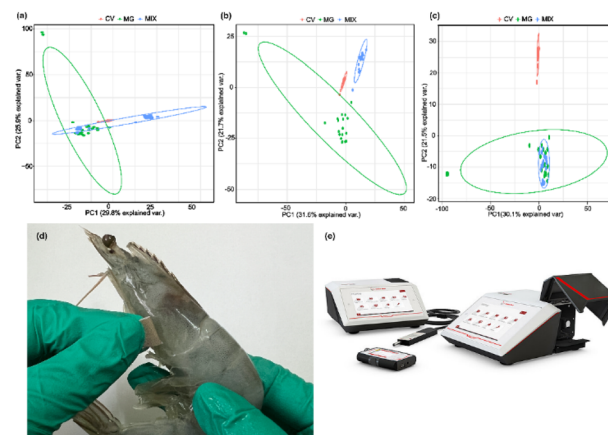 (a)
CV MG MIX
100
50
0
-50
-25 0 25 50
PC2 (25.9% explained var.)
PC1 (29.8% explained var.)
(b)
CV MG MIX
25
0
-25
-50
0 50
PC2 (21.7% explained var.)
PC1 (31.6% explained var.)
(c)
CV MG MIX
30
20
10
0
-10
-20
-100 -50 0 50
PC2 (21.5% explained var.)
PC1(30.1% explained var)
(d)
(e)